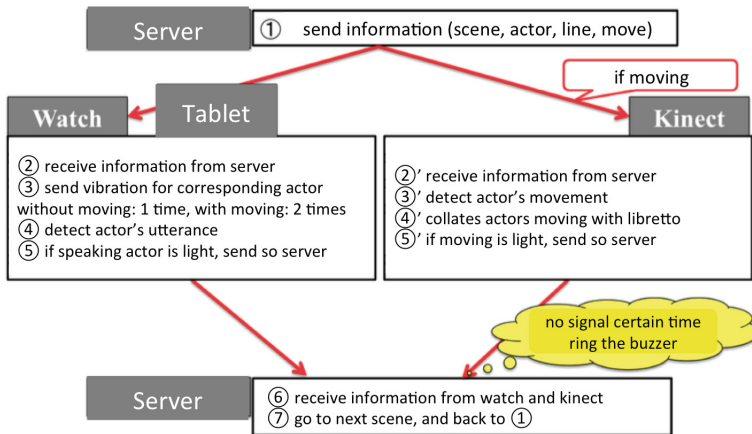 Server
① send information (scene, actor, line, move)
if moving
Watch
Tablet
Kinect
② receive information from server
③ send vibration for corresponding actor
without moving: 1 time, with moving: 2 times
④ detect actor's utterance
⑤ if speaking actor is light, send so server
②’ receive information from server
③’ detect actor's movement
④’ collates actors moving with libretto
⑤’ if moving is light, send so server
no signal certain time
ring the buzzer
Server
⑥ receive information from watch and kinect
⑦ go to next scene, and back to ①